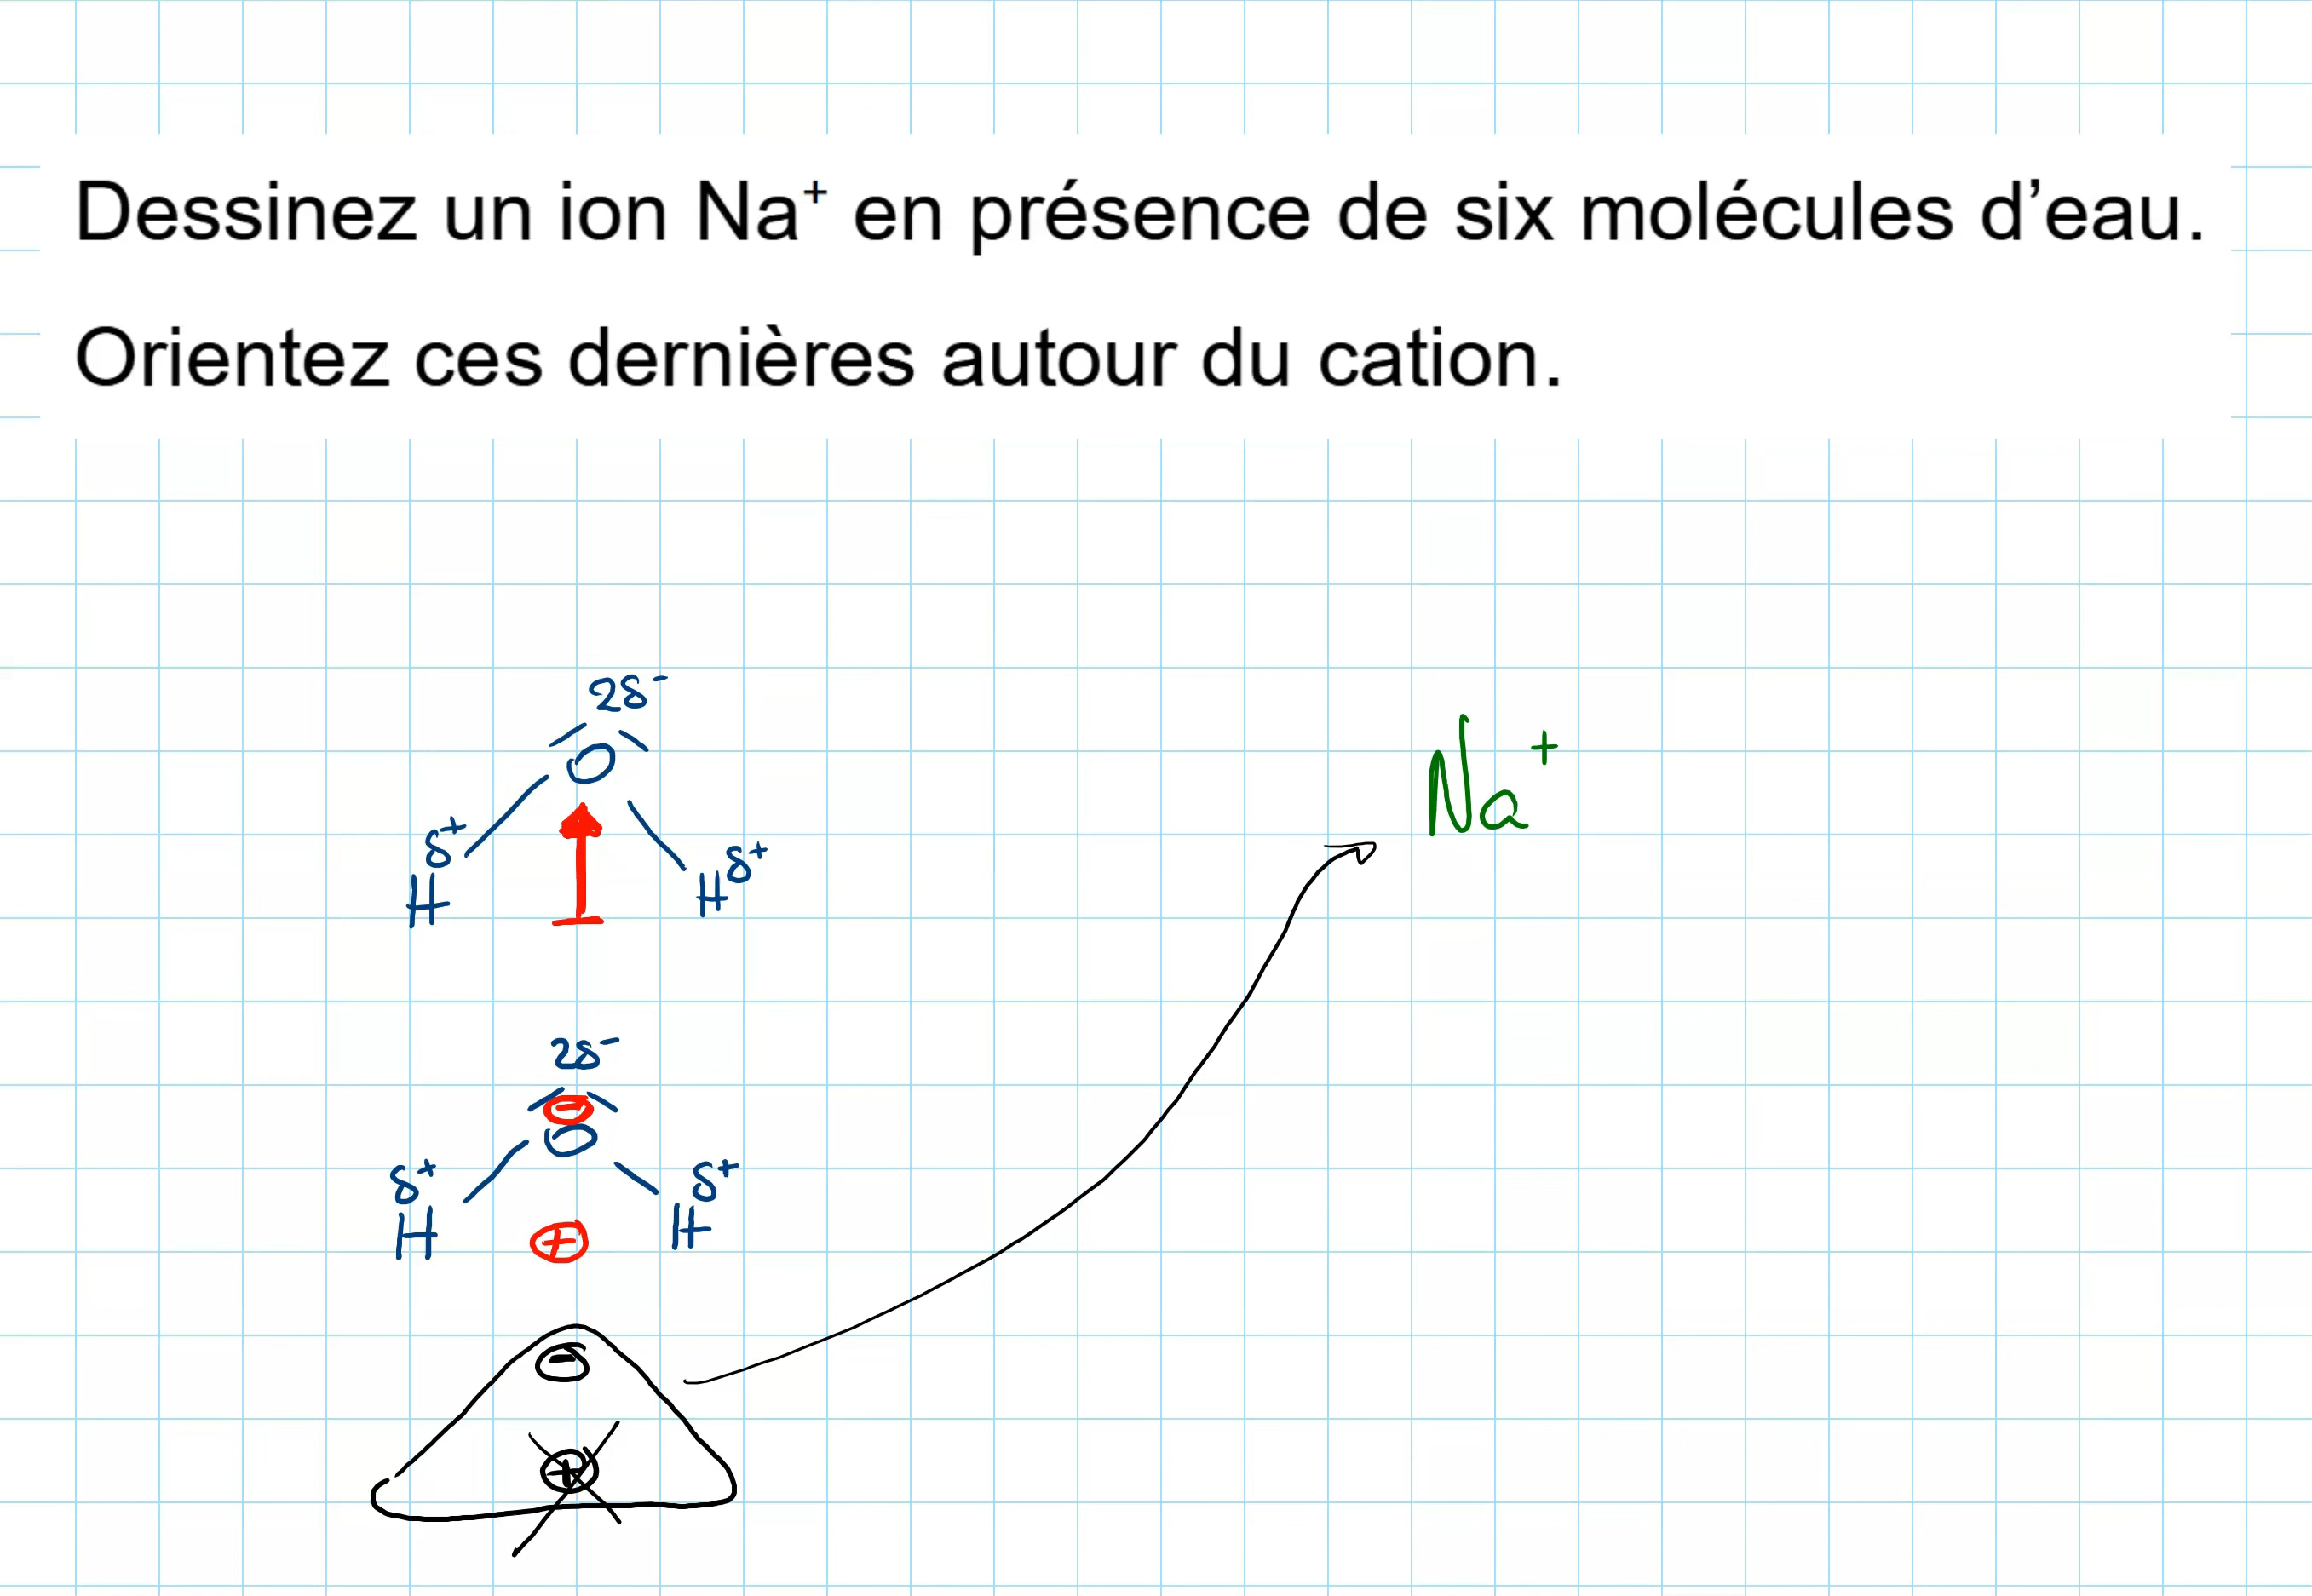 Dessinez un ion Na⁺ en présence de six molécules d’eau.
Orientez ces dernières autour du cation.
2δ⁻
O
Na⁺
δ⁺
δ⁺
H
H
2δ⁻
−
O
δ⁺
δ⁺
H
H
+
−
+